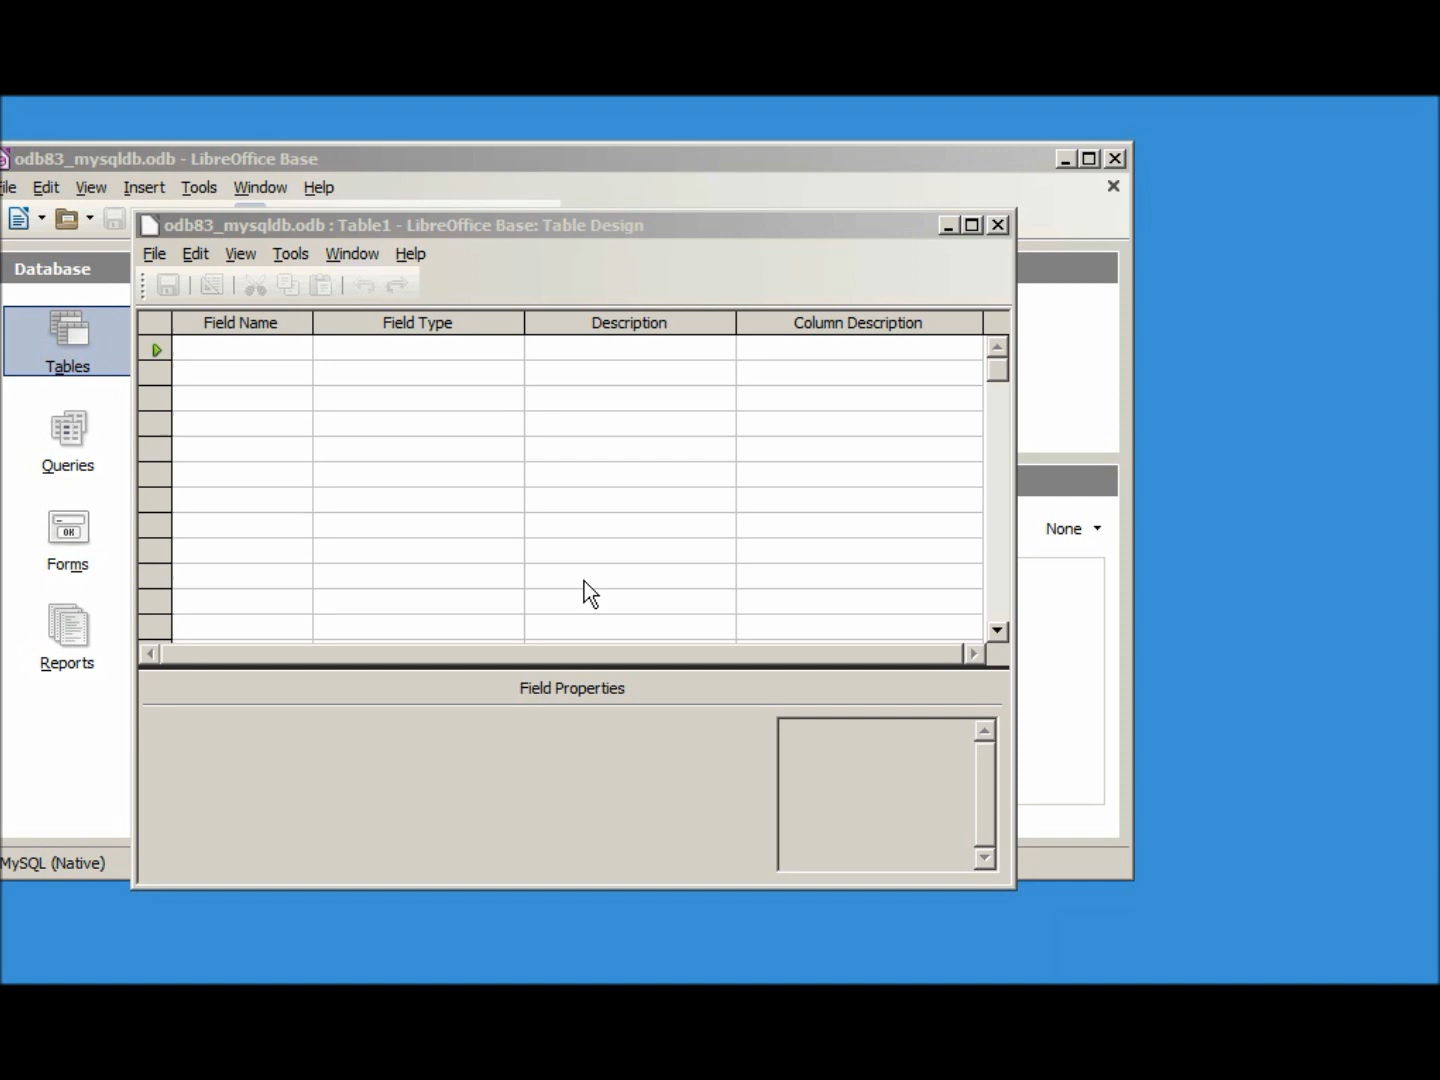 odb83_mysqldb.odb - LibreOffice Base
ile Edit View Insert Tools Window Help
odb83_mysqldb.odb : Table1 - LibreOffice Base: Table Design
File Edit View Tools Window Help
Database
Field Name Field Type Description Column Description
Tables
Queries
OK
None
Forms
Reports
Field Properties
MySQL (Native)